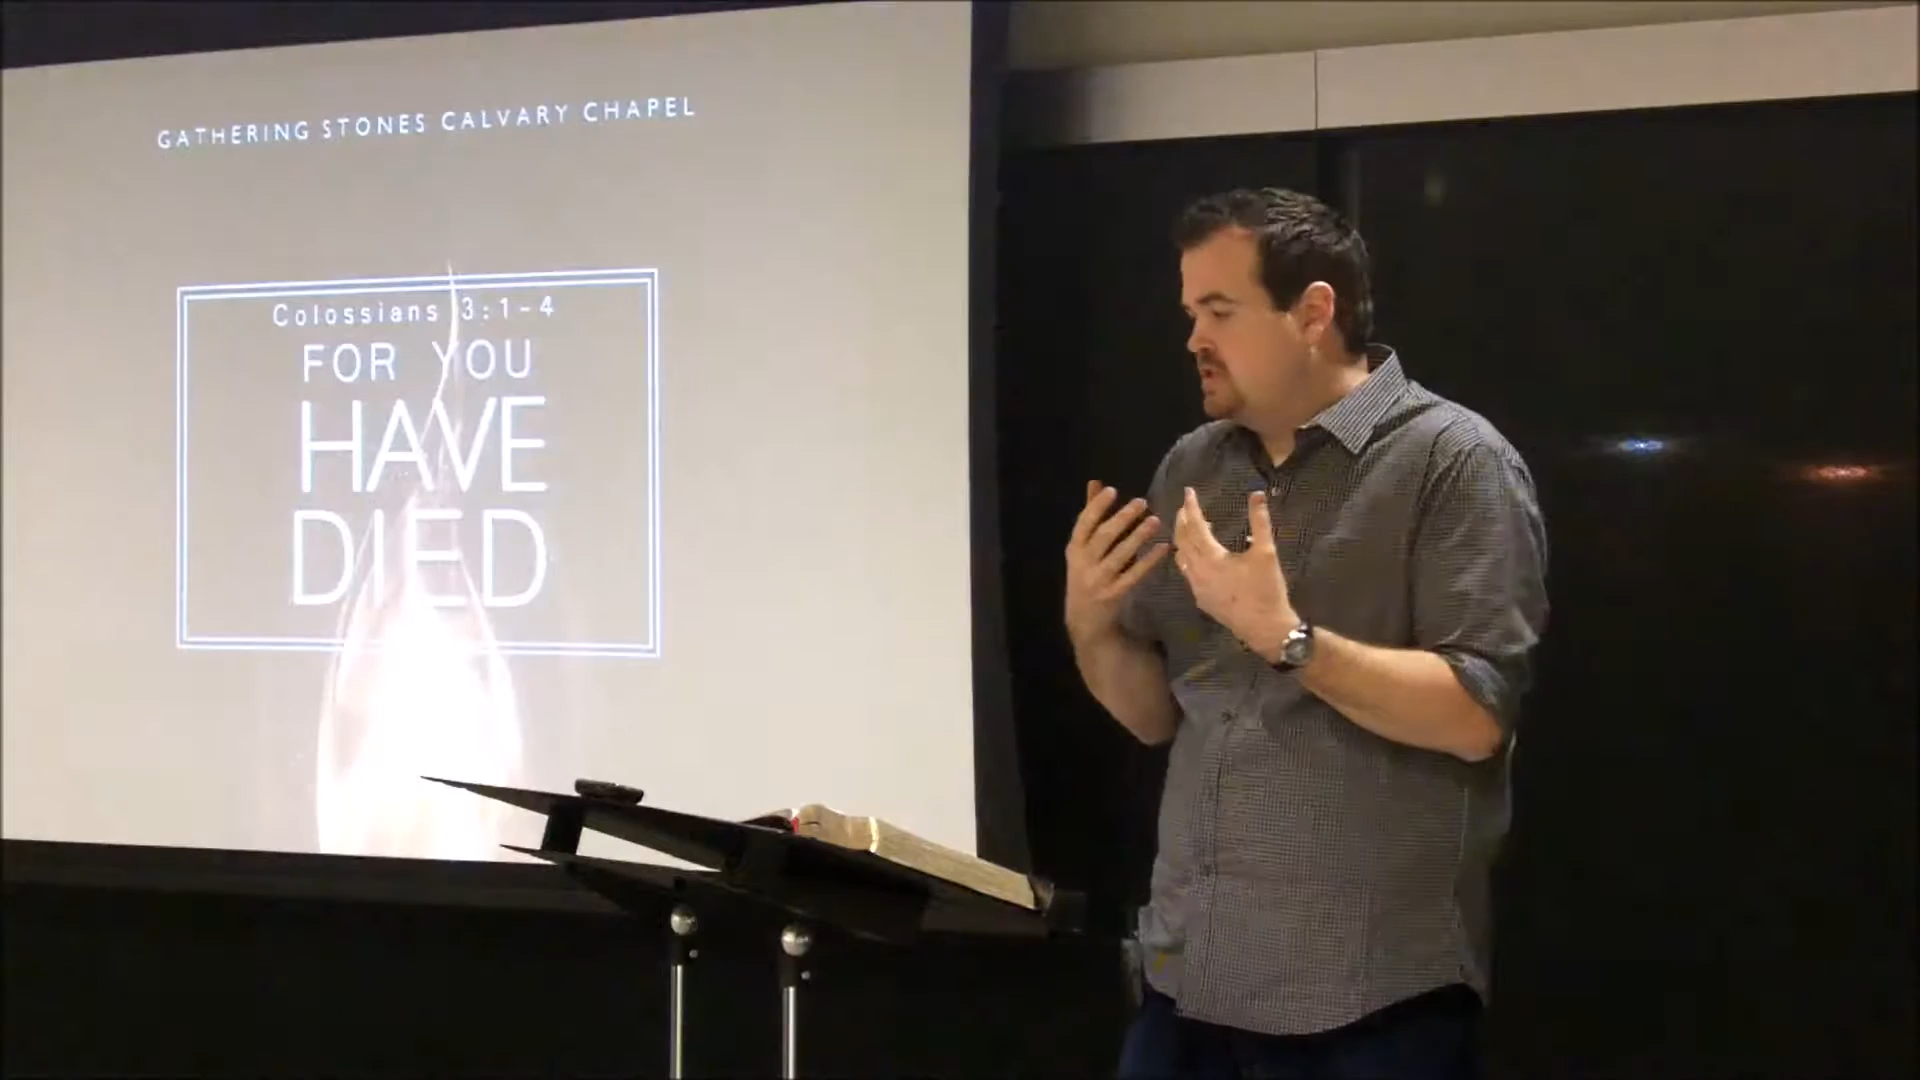 GATHERING STONES CALVARY CHAPEL
Colossians 3:1-4
FOR YOU
HAVE
DIED